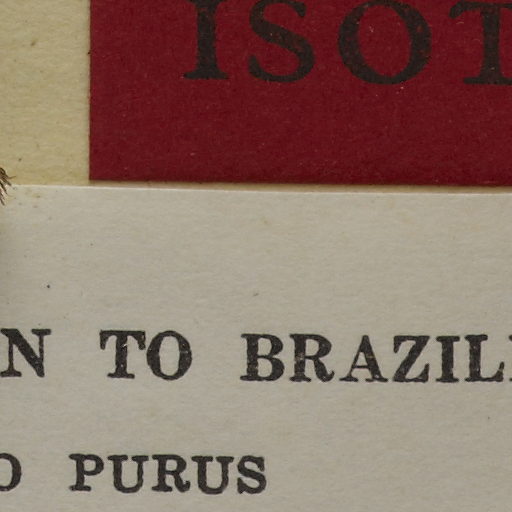 ISOT
N TO BRAZIL
O PURUS